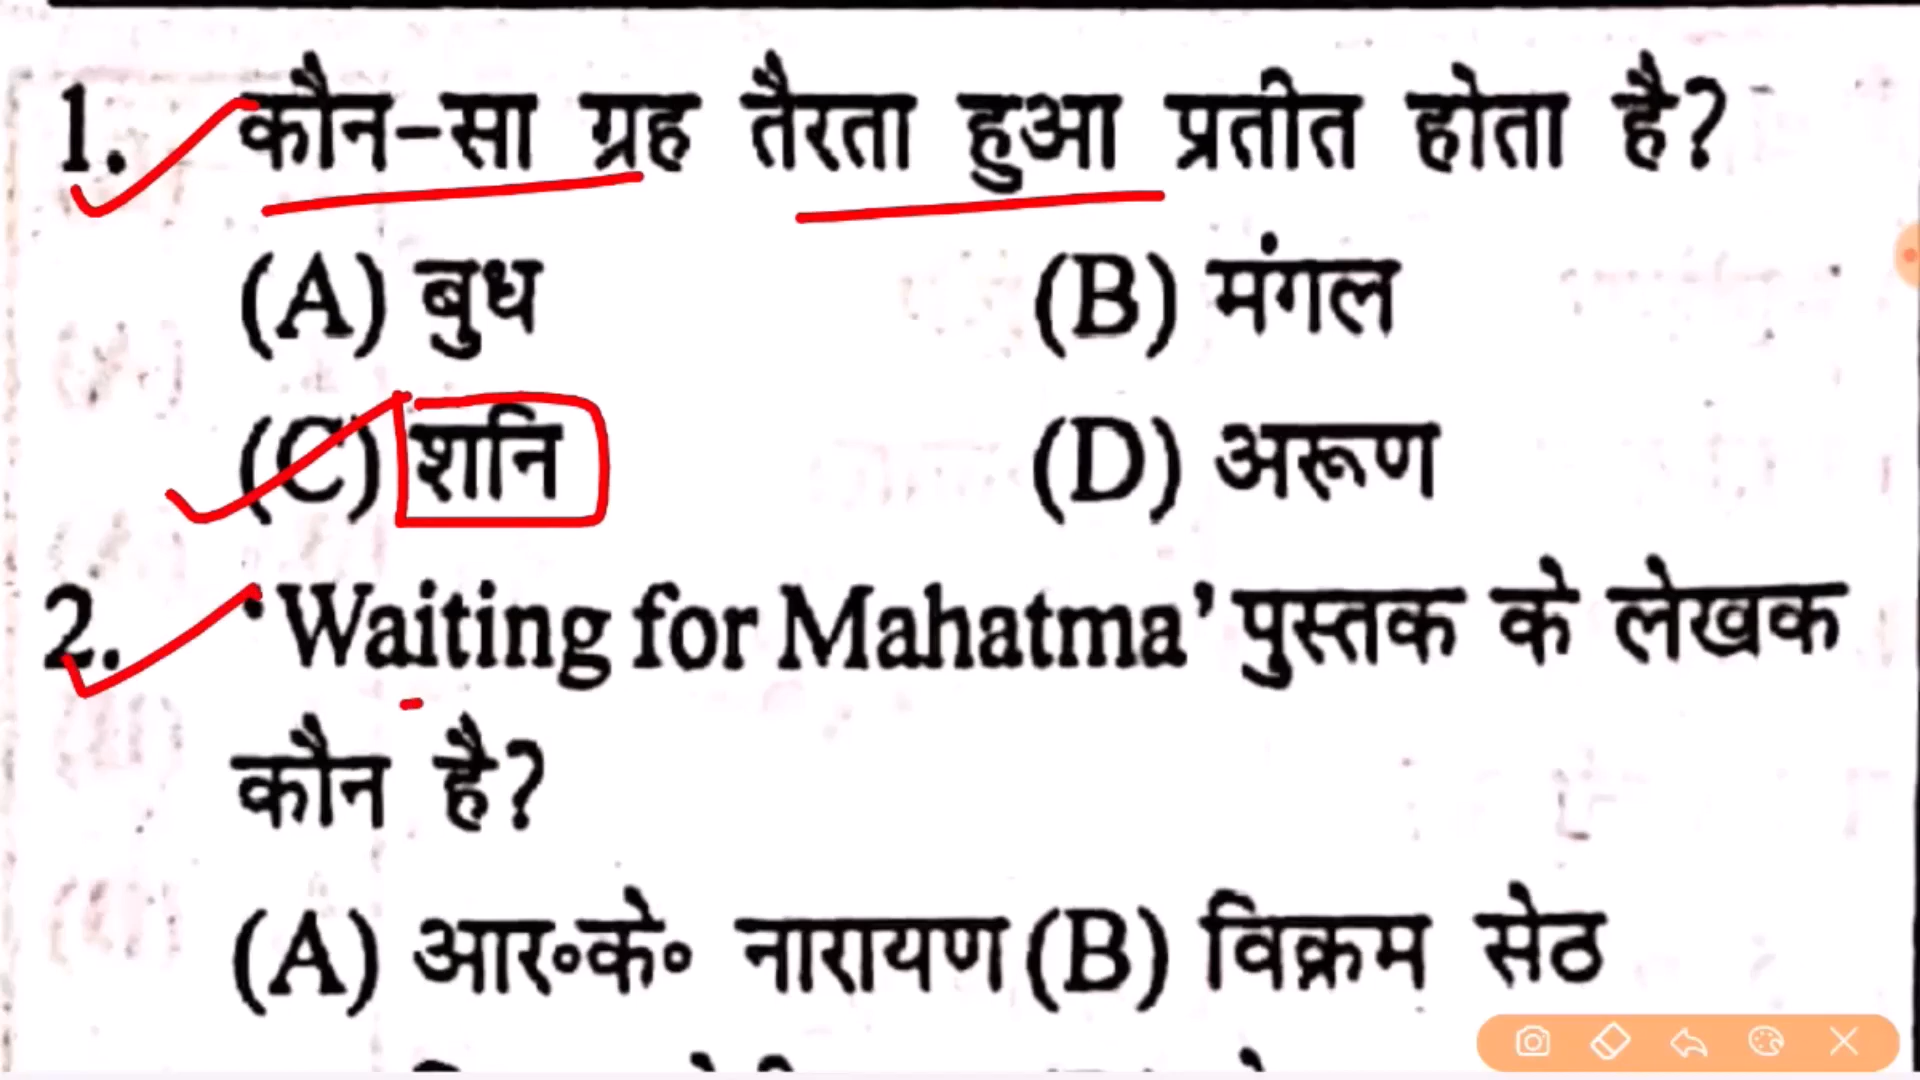 1. कौन-सा ग्रह तैरता हुआ प्रतीत होता है?
(A) बुध (B) मंगल
(C) शनि (D) अरूण
2. 'Waiting for Mahatma' पुस्तक के लेखक
कौन है?
(A) आर॰के॰ नारायण (B) विक्रम सेठ